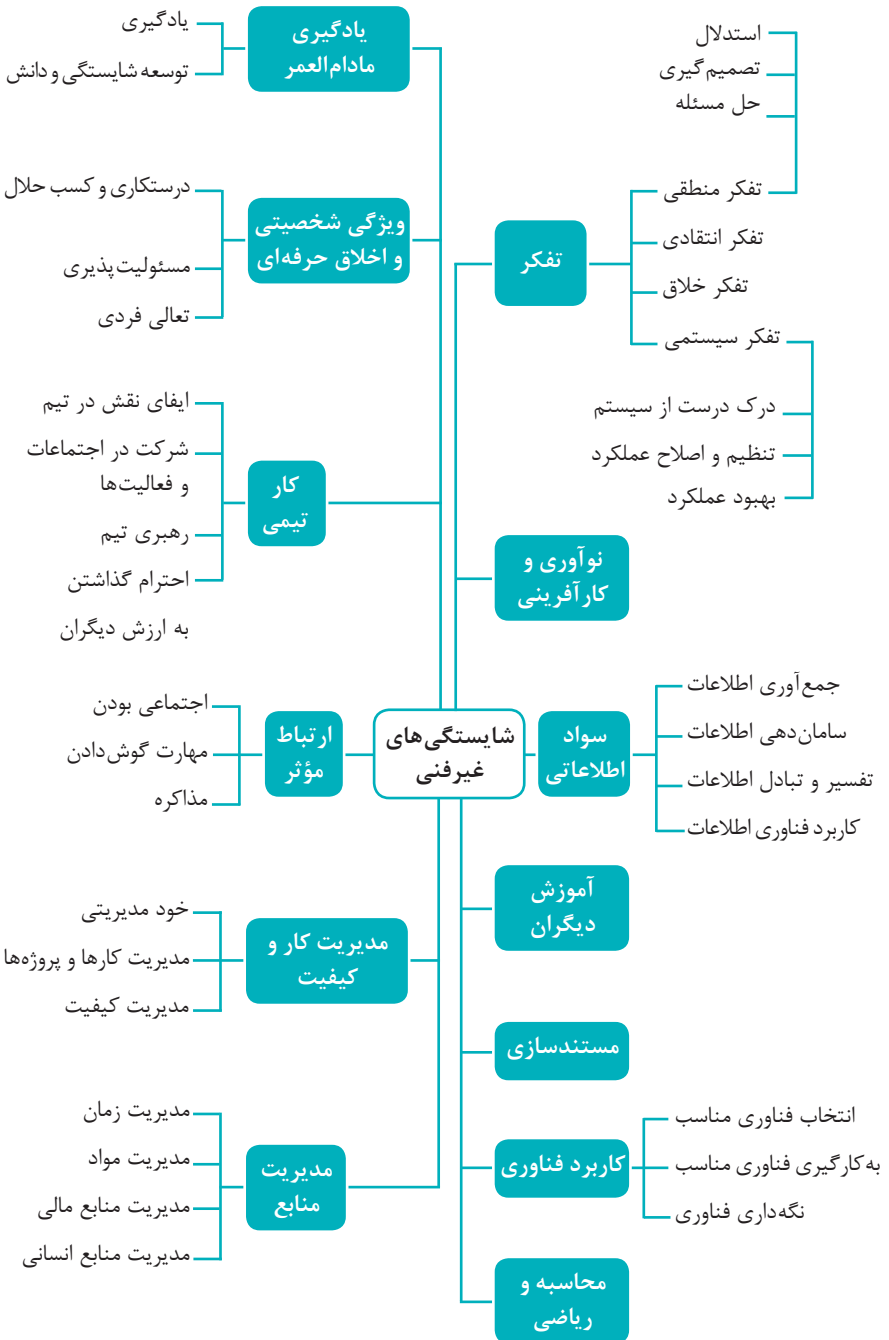 استدلال
تصمیم‌گیری
حل مسئله
تفکر منطقی
تفکر انتقادی
تفکر خلاق
تفکر سیستمی
درک درست از سیستم
تنظیم و اصلاح عملکرد
بهبود عملکرد
تفکر
نوآوری و
کارآفرینی
جمع‌آوری اطلاعات
سامان‌دهی اطلاعات
تفسیر و تبادل اطلاعات
کاربرد فناوری اطلاعات
سواد
اطلاعاتی
آموزش
دیگران
مستندسازی
انتخاب فناوری مناسب
به‌کارگیری فناوری مناسب
نگه‌داری فناوری
کاربرد فناوری
محاسبه و
ریاضی
شایستگی‌های
غیرفنی
یادگیری
مادام‌العمر
یادگیری
توسعه شایستگی و دانش
ویژگی شخصیتی
و اخلاق حرفه‌ای
درستکاری و کسب حلال
مسئولیت‌پذیری
تعالی فردی
کار
تیمی
ایفای نقش در تیم
شرکت در اجتماعات
و فعالیت‌ها
رهبری تیم
احترام گذاشتن
به ارزش دیگران
ارتباط
مؤثر
اجتماعی بودن
مهارت گوش‌دادن
مذاکره
مدیریت کار و
کیفیت
خود مدیریتی
مدیریت کارها و پروژه‌ها
مدیریت کیفیت
مدیریت
منابع
مدیریت زمان
مدیریت مواد
مدیریت منابع مالی
مدیریت منابع انسانی